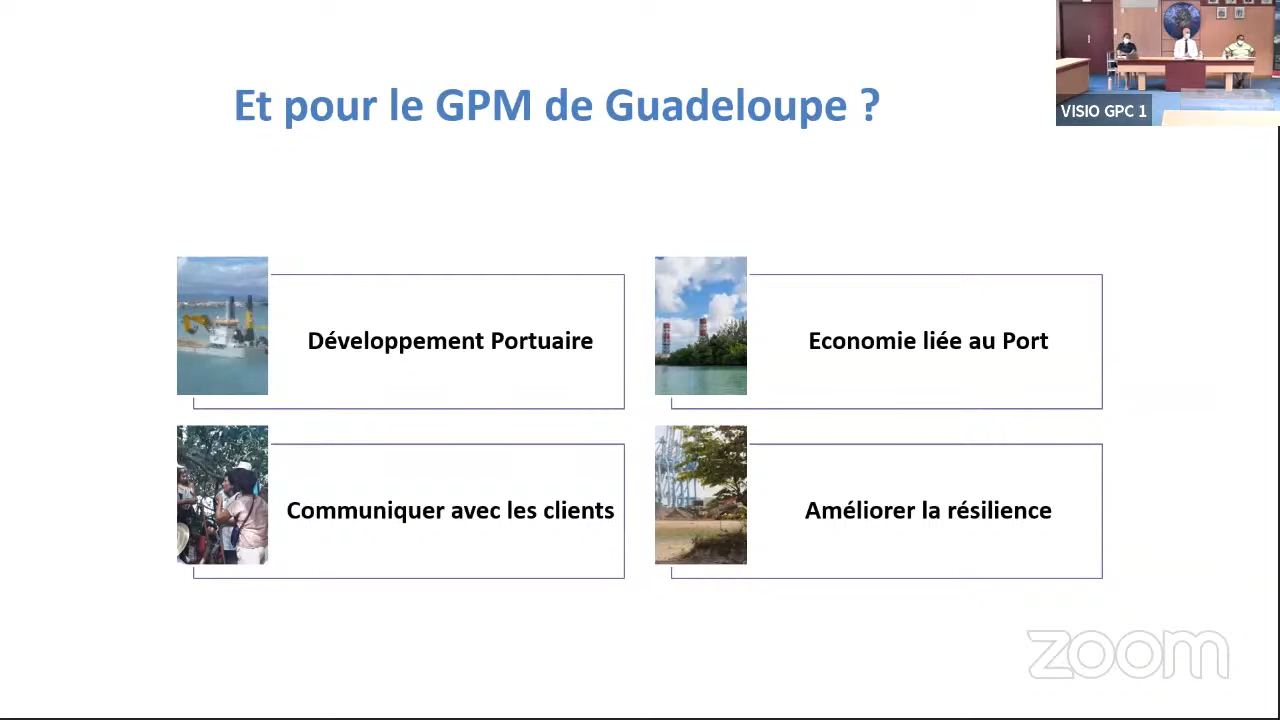 Et pour le GPM de Guadeloupe ?
VISIO GPC 1
Développement Portuaire
Economie liée au Port
Communiquer avec les clients
Améliorer la résilience
zoom